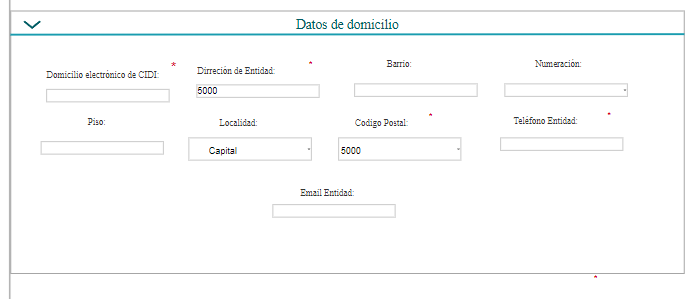 Datos de domicilio
Domicilio electrónico de CIDI: *
Dirreción de Entidad: *
Barrio:
Numeración:
5000
Piso:
Localidad:
Codigo Postal: *
Teléfono Entidad: *
Capital
5000
Email Entidad:
*